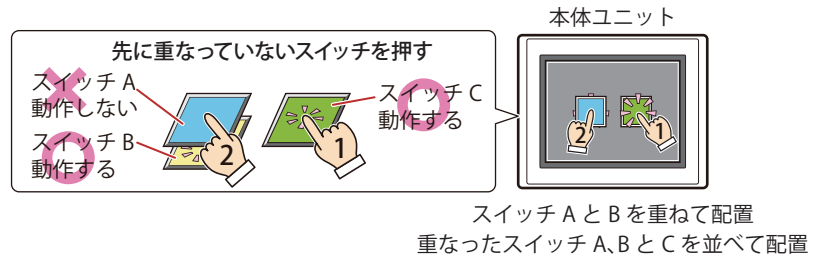 本体ユニット
先に重なっていないスイッチを押す
スイッチ A
動作しない
スイッチ B
動作する
2
1
スイッチ C
動作する
2
1
スイッチ A と B を重ねて配置
重なったスイッチ A、B と C を並べて配置